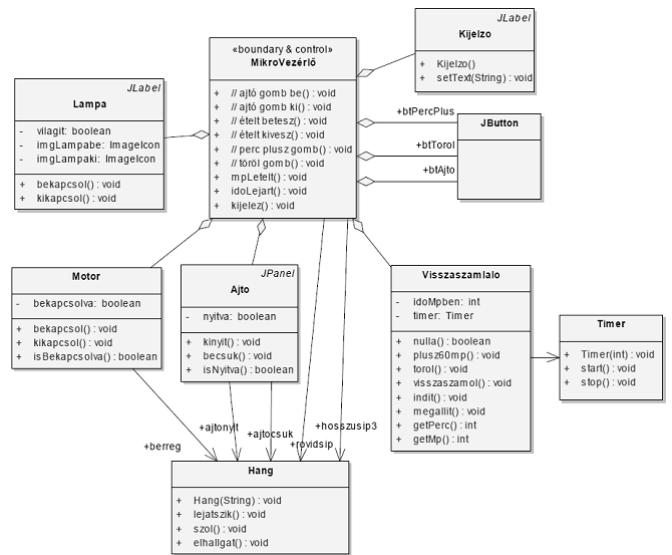 JLabel
Kijelzo
+ Kijelzo()
+ setText(String) : void
«boundary & control»
MikroVezérlő
+ // ajtó gomb be() : void
+ // ajtó gomb ki() : void
+ // ételt betesz() : void
+ // ételt kivesz() : void
+ // perc plusz gomb() : void
+ // töröl gomb() : void
+ mpLetelt() : void
+ idoLejart() : void
+ kijelez() : void
JLabel
Lampa
- vilagit: boolean
- imgLampabe: ImageIcon
- imgLampaki: ImageIcon
+ bekapcsol() : void
+ kikapcsol() : void
+btPercPlus
+btTorol
+btAjto
JButton
Motor
- bekapcsolva: boolean
+ bekapcsol() : void
+ kikapcsol() : void
+ isBekapcsolva() : boolean
JPanel
Ajto
- nyitva: boolean
+ kinyit() : void
+ becsuk() : void
+ isNyitva() : boolean
Visszaszamlalo
- idoMpben: int
- timer: Timer
+ nulla() : boolean
+ plusz60mp() : void
+ torol() : void
+ visszaszamol() : void
+ indit() : void
+ megallit() : void
+ getPerc() : int
+ getMp() : int
Timer
+ Timer(int) : void
+ start() : void
+ stop() : void
+berreg
+ajtonyit
+ajtocsuk
+rovidsip
+hosszusip3
Hang
+ Hang(String) : void
+ lejatszik() : void
+ szol() : void
+ elhallgat() : void